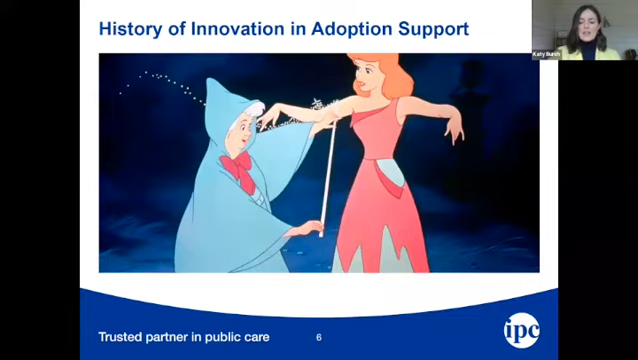 History of Innovation in Adoption Support
Katy Burch
Trusted partner in public care
6
ipc